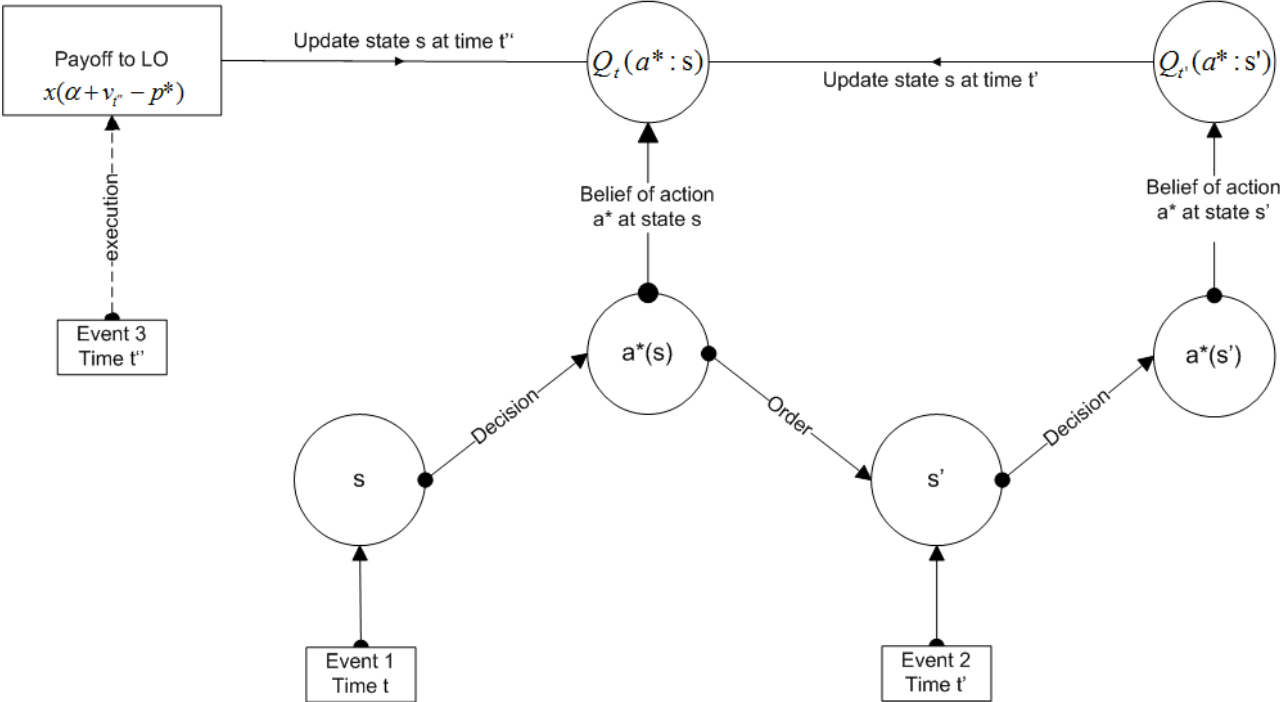 Payoff to LO
x(α+v_t'' − p*)
Update state s at time t‘‘
Q_t(a*:s)
Update state s at time t’
Q_t'(a*:s')
execution
Belief of action
a* at state s
Belief of action
a* at state s’
Event 3
Time t‘’
a*(s)
a*(s’)
Decision
Order
Decision
s
s’
Event 1
Time t
Event 2
Time t’